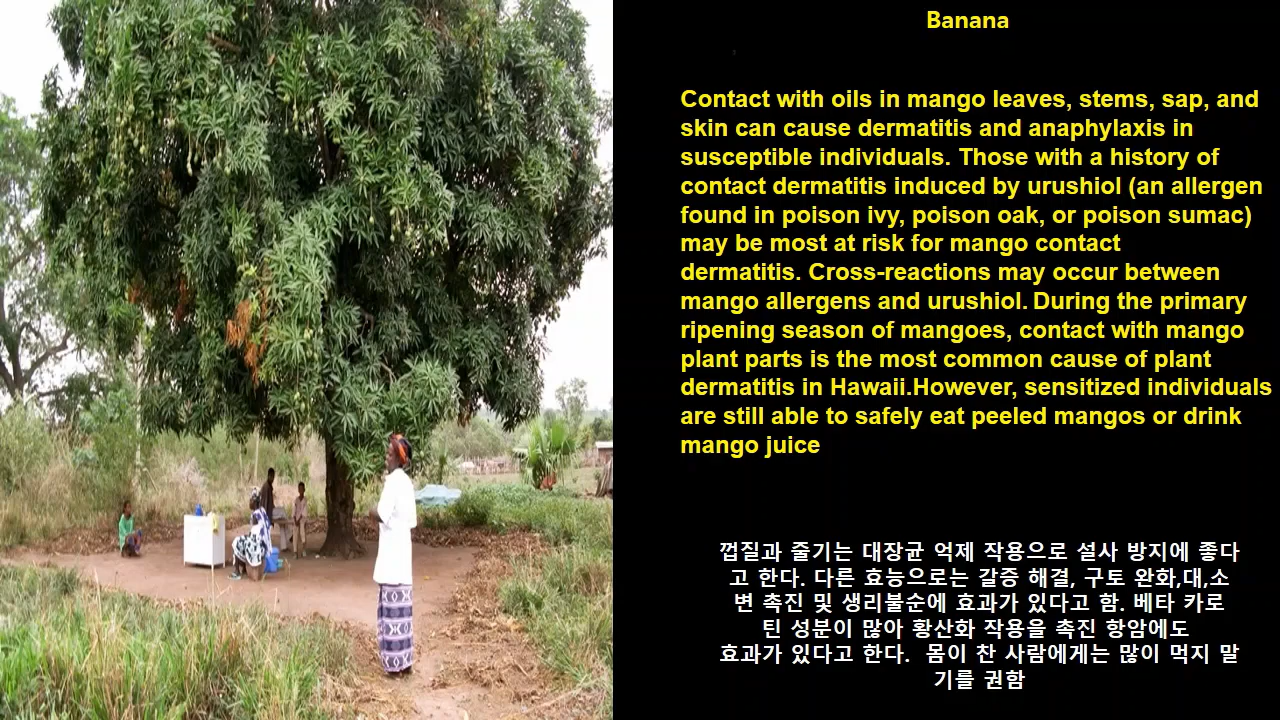 Banana
Contact with oils in mango leaves, stems, sap, and
skin can cause dermatitis and anaphylaxis in
susceptible individuals. Those with a history of
contact dermatitis induced by urushiol (an allergen
found in poison ivy, poison oak, or poison sumac)
may be most at risk for mango contact
dermatitis. Cross-reactions may occur between
mango allergens and urushiol. During the primary
ripening season of mangoes, contact with mango
plant parts is the most common cause of plant
dermatitis in Hawaii.However, sensitized individuals
are still able to safely eat peeled mangos or drink
mango juice
껍질과 줄기는 대장균 억제 작용으로 설사 방지에 좋다
고 한다. 다른 효능으로는 갈증 해결, 구토 완화,대,소
변 촉진 및 생리불순에 효과가 있다고 함. 베타 카로
틴 성분이 많아 황산화 작용을 촉진 항암에도
효과가 있다고 한다. 몸이 찬 사람에게는 많이 먹지 말
기를 권함